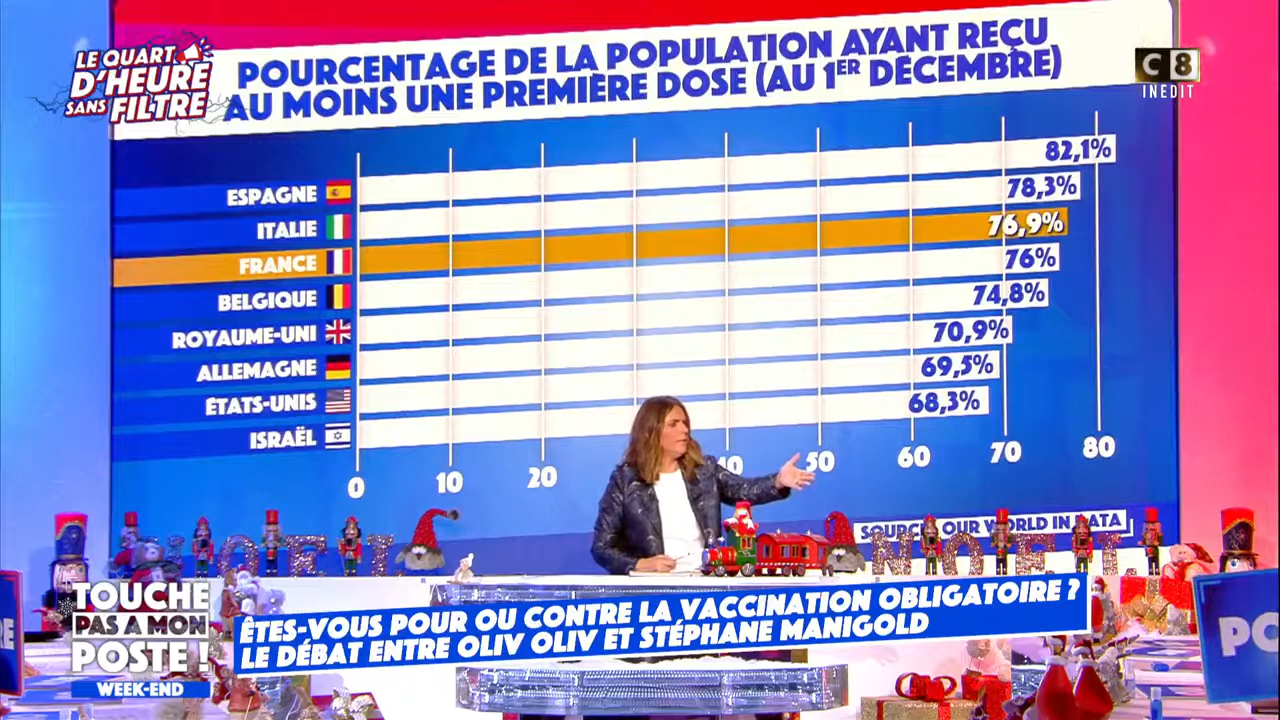 LE QUART
D'HEURE
SANS
FILTRE
POURCENTAGE DE LA POPULATION AYANT REÇU
AU MOINS UNE PREMIÈRE DOSE (AU 1ER DÉCEMBRE)
C8
INÉDIT
ESPAGNE 82,1%
ITALIE 78,3%
FRANCE 76,9%
BELGIQUE 76%
ROYAUME-UNI 74,8%
ALLEMAGNE 70,9%
ÉTATS-UNIS 69,5%
ISRAËL 68,3%
0 10 20 40 50 60 70 80
SOURCE: OUR WORLD IN DATA
NOEL
NOEL
TOUCHE
PAS A MON
POSTE !
WEEK-END
ÊTES-VOUS POUR OU CONTRE LA VACCINATION OBLIGATOIRE ?
LE DÉBAT ENTRE OLIV OLIV ET STÉPHANE MANIGOLD